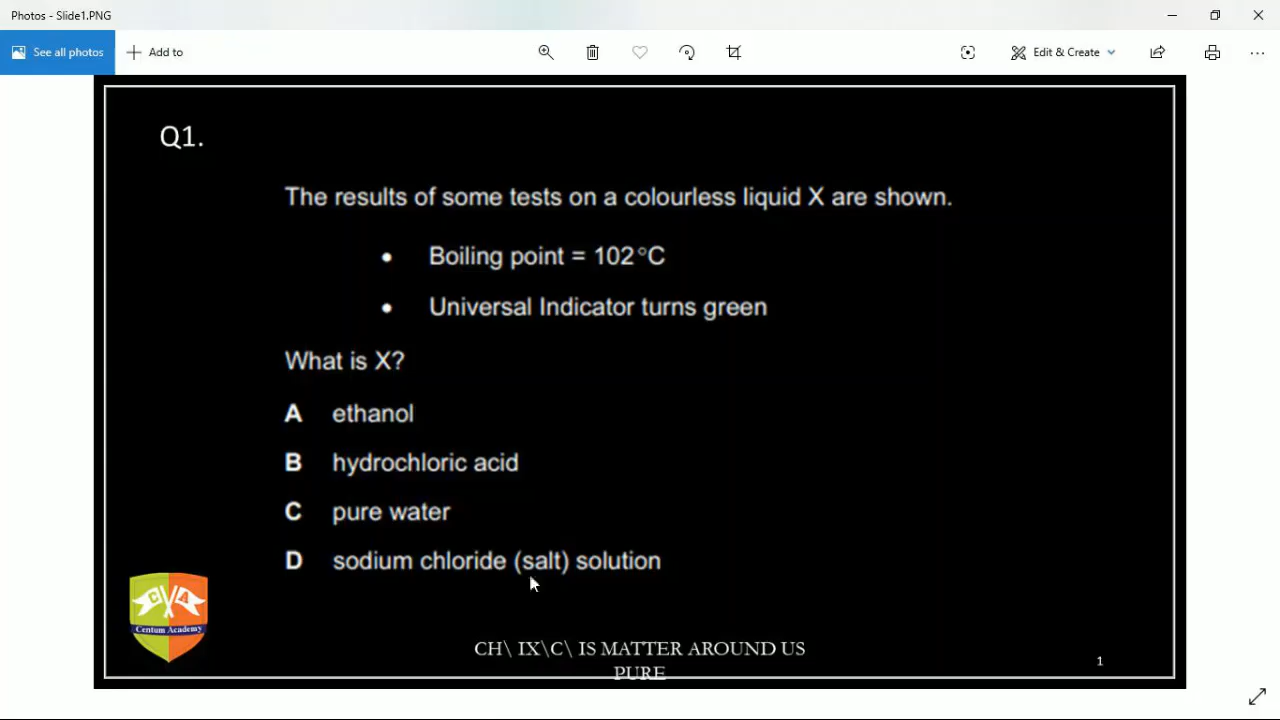 Photos - Slide1.PNG
See all photos
Add to
Edit & Create
Q1.
The results of some tests on a colourless liquid X are shown.
• Boiling point = 102°C
• Universal Indicator turns green
What is X?
A ethanol
B hydrochloric acid
C pure water
D sodium chloride (salt) solution
C A
Centum Academy
CH\ IX\C\ IS MATTER AROUND US
PURE
1